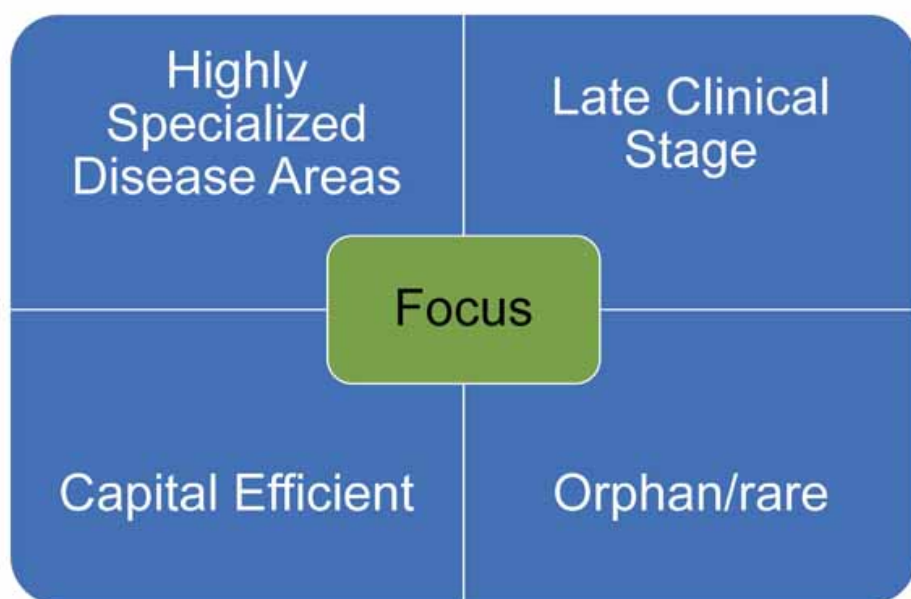 Highly
Specialized
Disease Areas
Late Clinical
Stage
Focus
Capital Efficient
Orphan/rare